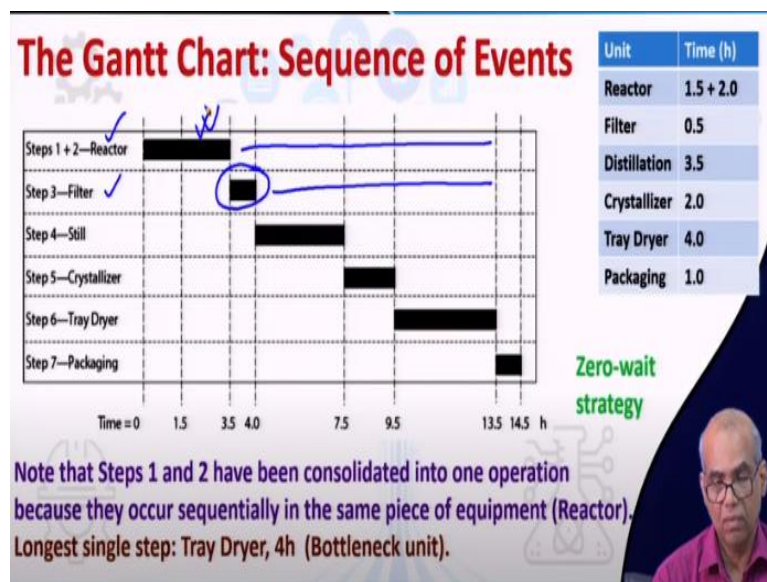 The Gantt Chart: Sequence of Events
Unit Time (h)
Reactor 1.5 + 2.0
Filter 0.5
Distillation 3.5
Crystallizer 2.0
Tray Dryer 4.0
Packaging 1.0
Steps 1 + 2—Reactor
Step 3—Filter
Step 4—Still
Step 5—Crystallizer
Step 6—Tray Dryer
Step 7—Packaging
Time = 0 1.5 3.5 4.0 7.5 9.5 13.5 14.5 h
Zero-wait
strategy
Note that Steps 1 and 2 have been consolidated into one operation
because they occur sequentially in the same piece of equipment (Reactor).
Longest single step: Tray Dryer, 4h (Bottleneck unit).